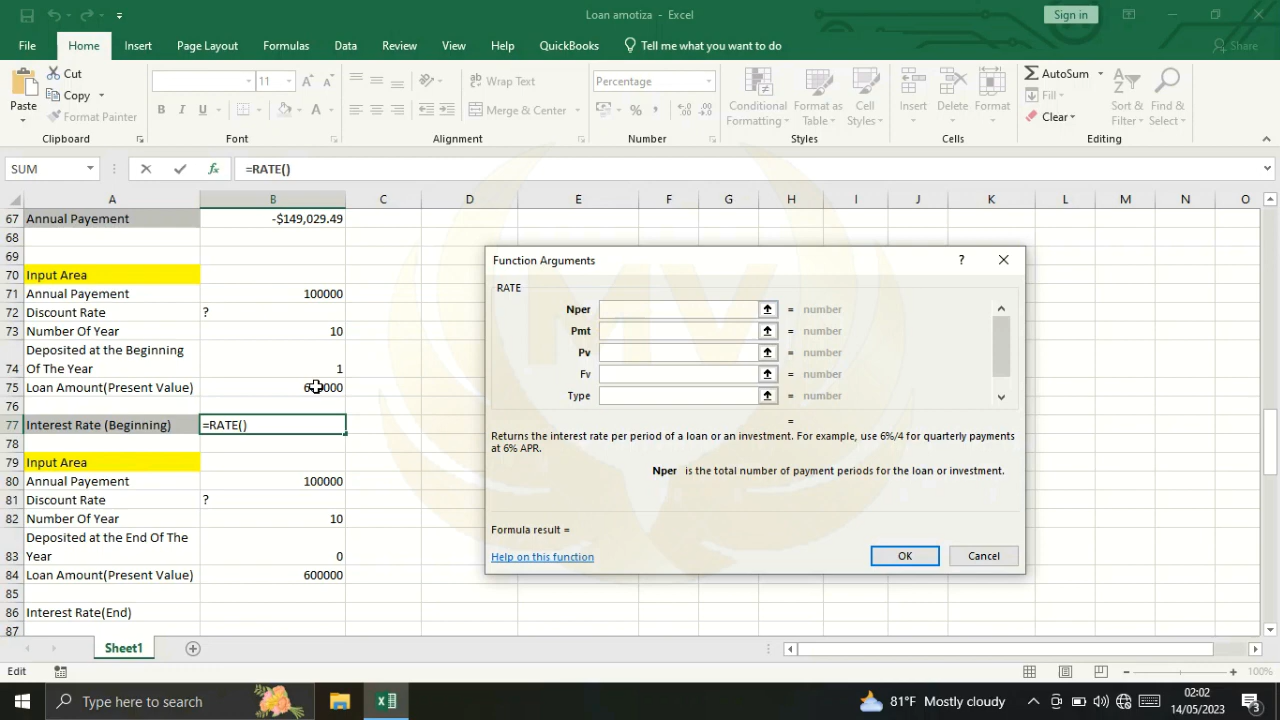 Loan amotiza - Excel
Sign in
File Home Insert Page Layout Formulas Data Review View Help QuickBooks Tell me what you want to do Share
Paste
Cut
Copy
Format Painter
11
Wrap Text
Merge & Center
Percentage
Conditional Formatting
Format as Table
Cell Styles
Insert
Delete
Format
AutoSum
Fill
Clear
Sort & Filter
Find & Select
Clipboard Font Alignment Number Styles Cells Editing
SUM fx =RATE()
A B C D E F G H I J K L M N O
67 Annual Payement -$149,029.49
68
69
70 Input Area
71 Annual Payement 100000
72 Discount Rate ?
73 Number Of Year 10
Deposited at the Beginning
74 Of The Year 1
75 Loan Amount(Present Value) 600000
76
77 Interest Rate (Beginning) =RATE()
78
79 Input Area
80 Annual Payement 100000
81 Discount Rate ?
82 Number Of Year 10
Deposited at the End Of The
83 Year 0
84 Loan Amount(Present Value) 600000
85
86 Interest Rate(End)
87
Function Arguments ?
RATE
Nper = number
Pmt = number
Pv = number
Fv = number
Type = number
=
Returns the interest rate per period of a loan or an investment. For example, use 6%/4 for quarterly payments
at 6% APR.
Nper is the total number of payment periods for the loan or investment.
Formula result =
Help on this function
OK
Cancel
MV
Sheet1
Edit
100%
Type here to search
81°F Mostly cloudy
02:02
14/05/2023
3